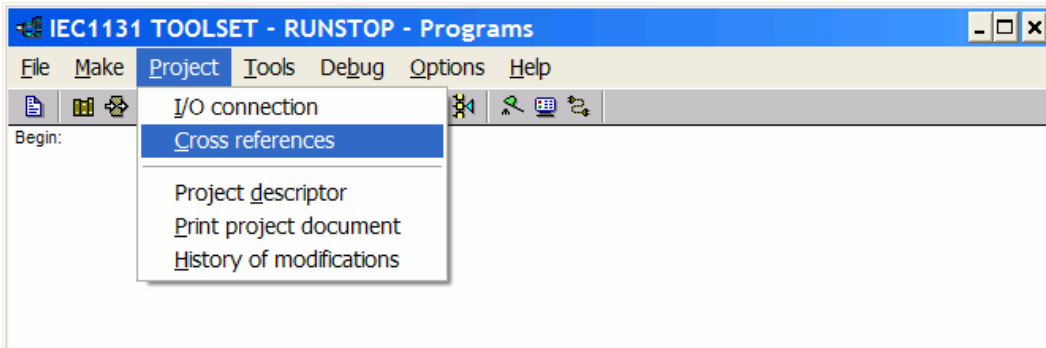 IEC1131 TOOLSET - RUNSTOP - Programs
File Make Project Tools Debug Options Help
Begin:
I/O connection
Cross references
Project descriptor
Print project document
History of modifications